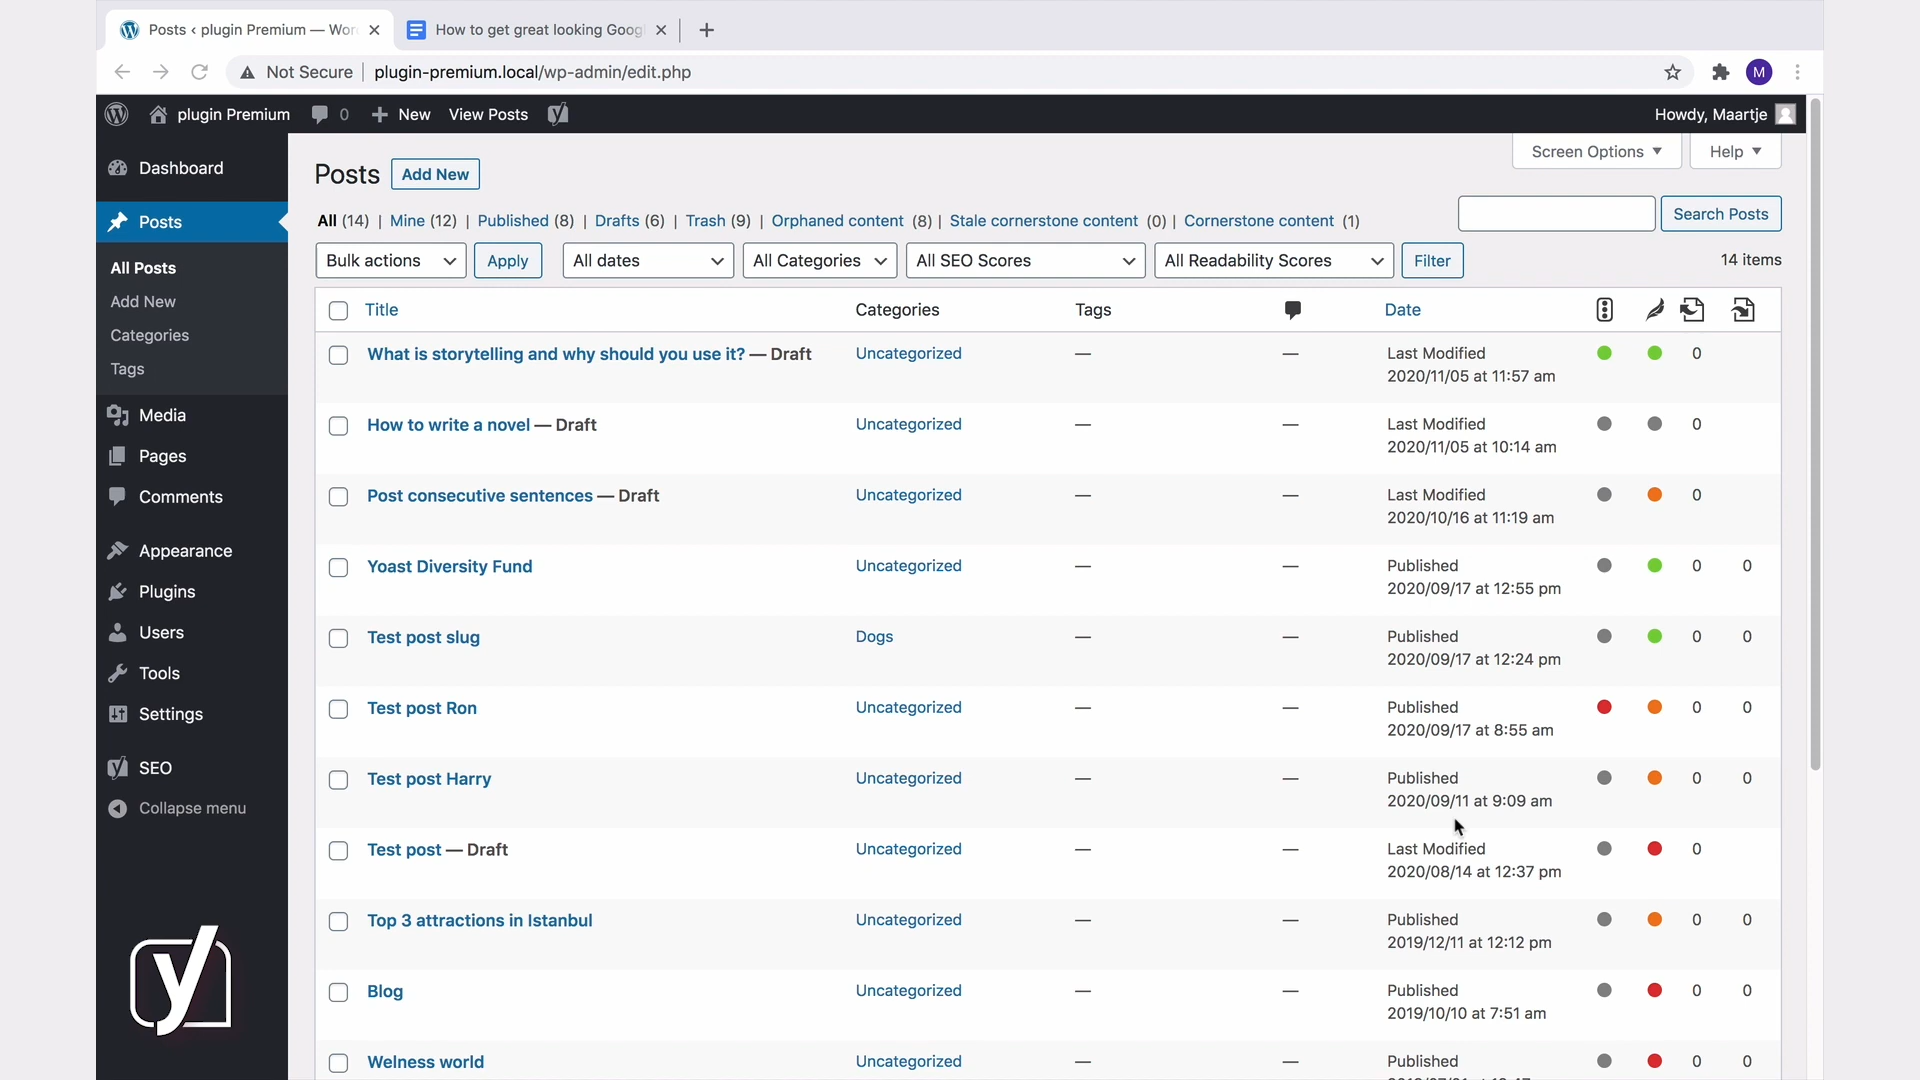 Posts ‹ plugin Premium — Wor
How to get great looking Goog
Not Secure plugin-premium.local/wp-admin/edit.php
M
plugin Premium 0 New View Posts
Howdy, Maartje
Dashboard
Posts
All Posts
Add New
Categories
Tags
Media
Pages
Comments
Appearance
Plugins
Users
Tools
Settings
SEO
Collapse menu
Screen Options Help
Posts Add New
All (14) | Mine (12) | Published (8) | Drafts (6) | Trash (9) | Orphaned content (8) | Stale cornerstone content (0) | Cornerstone content (1)
Search Posts
Bulk actions Apply All dates All Categories All SEO Scores All Readability Scores Filter 14 items
Title Categories Tags Date
What is storytelling and why should you use it? — Draft Uncategorized — — Last Modified 0
2020/11/05 at 11:57 am
How to write a novel — Draft Uncategorized — — Last Modified 0
2020/11/05 at 10:14 am
Post consecutive sentences — Draft Uncategorized — — Last Modified 0
2020/10/16 at 11:19 am
Yoast Diversity Fund Uncategorized — — Published 0 0
2020/09/17 at 12:55 pm
Test post slug Dogs — — Published 0 0
2020/09/17 at 12:24 pm
Test post Ron Uncategorized — — Published 0 0
2020/09/17 at 8:55 am
Test post Harry Uncategorized — — Published 0 0
2020/09/11 at 9:09 am
Test post — Draft Uncategorized — — Last Modified 0
2020/08/14 at 12:37 pm
Top 3 attractions in Istanbul Uncategorized — — Published 0 0
2019/12/11 at 12:12 pm
Blog Uncategorized — — Published 0 0
2019/10/10 at 7:51 am
Welness world Uncategorized — — Published 0 0
y